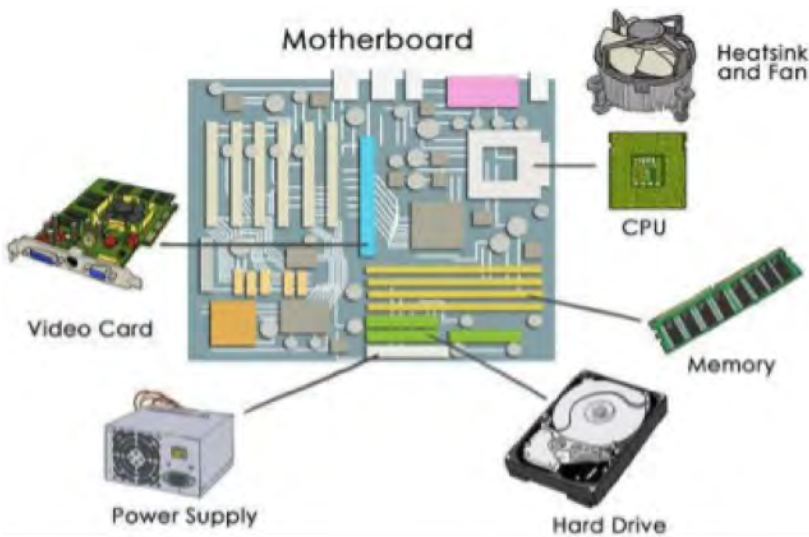 Motherboard
Heatsink
and Fan
CPU
Video Card
Memory
Power Supply
Hard Drive